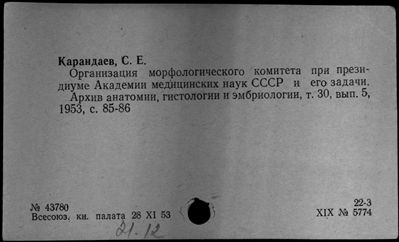 Карандаев, С. Е.
Организация морфологического комитета при прези-
диуме Академии медицинских наук СССР и его задачи.
Архив анатомии, гистологии и эмбриологии, т. 30, вып. 5,
1953, с. 85-86
№ 43780
Всесоюз. кн. палата 28 XI 53
22-3
XIX № 5774
21.12